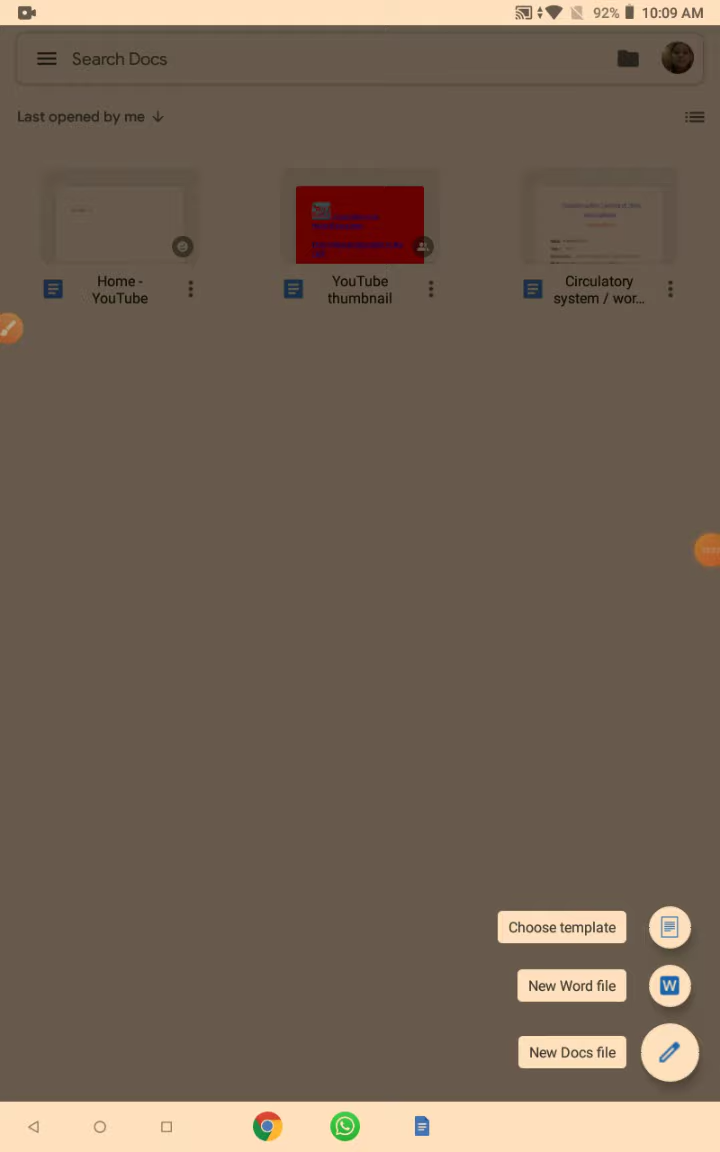 92% 10:09 AM
Search Docs
Last opened by me
Home -
YouTube
YouTube
thumbnail
Circulatory
system / wor...
Choose template
New Word file
W
New Docs file